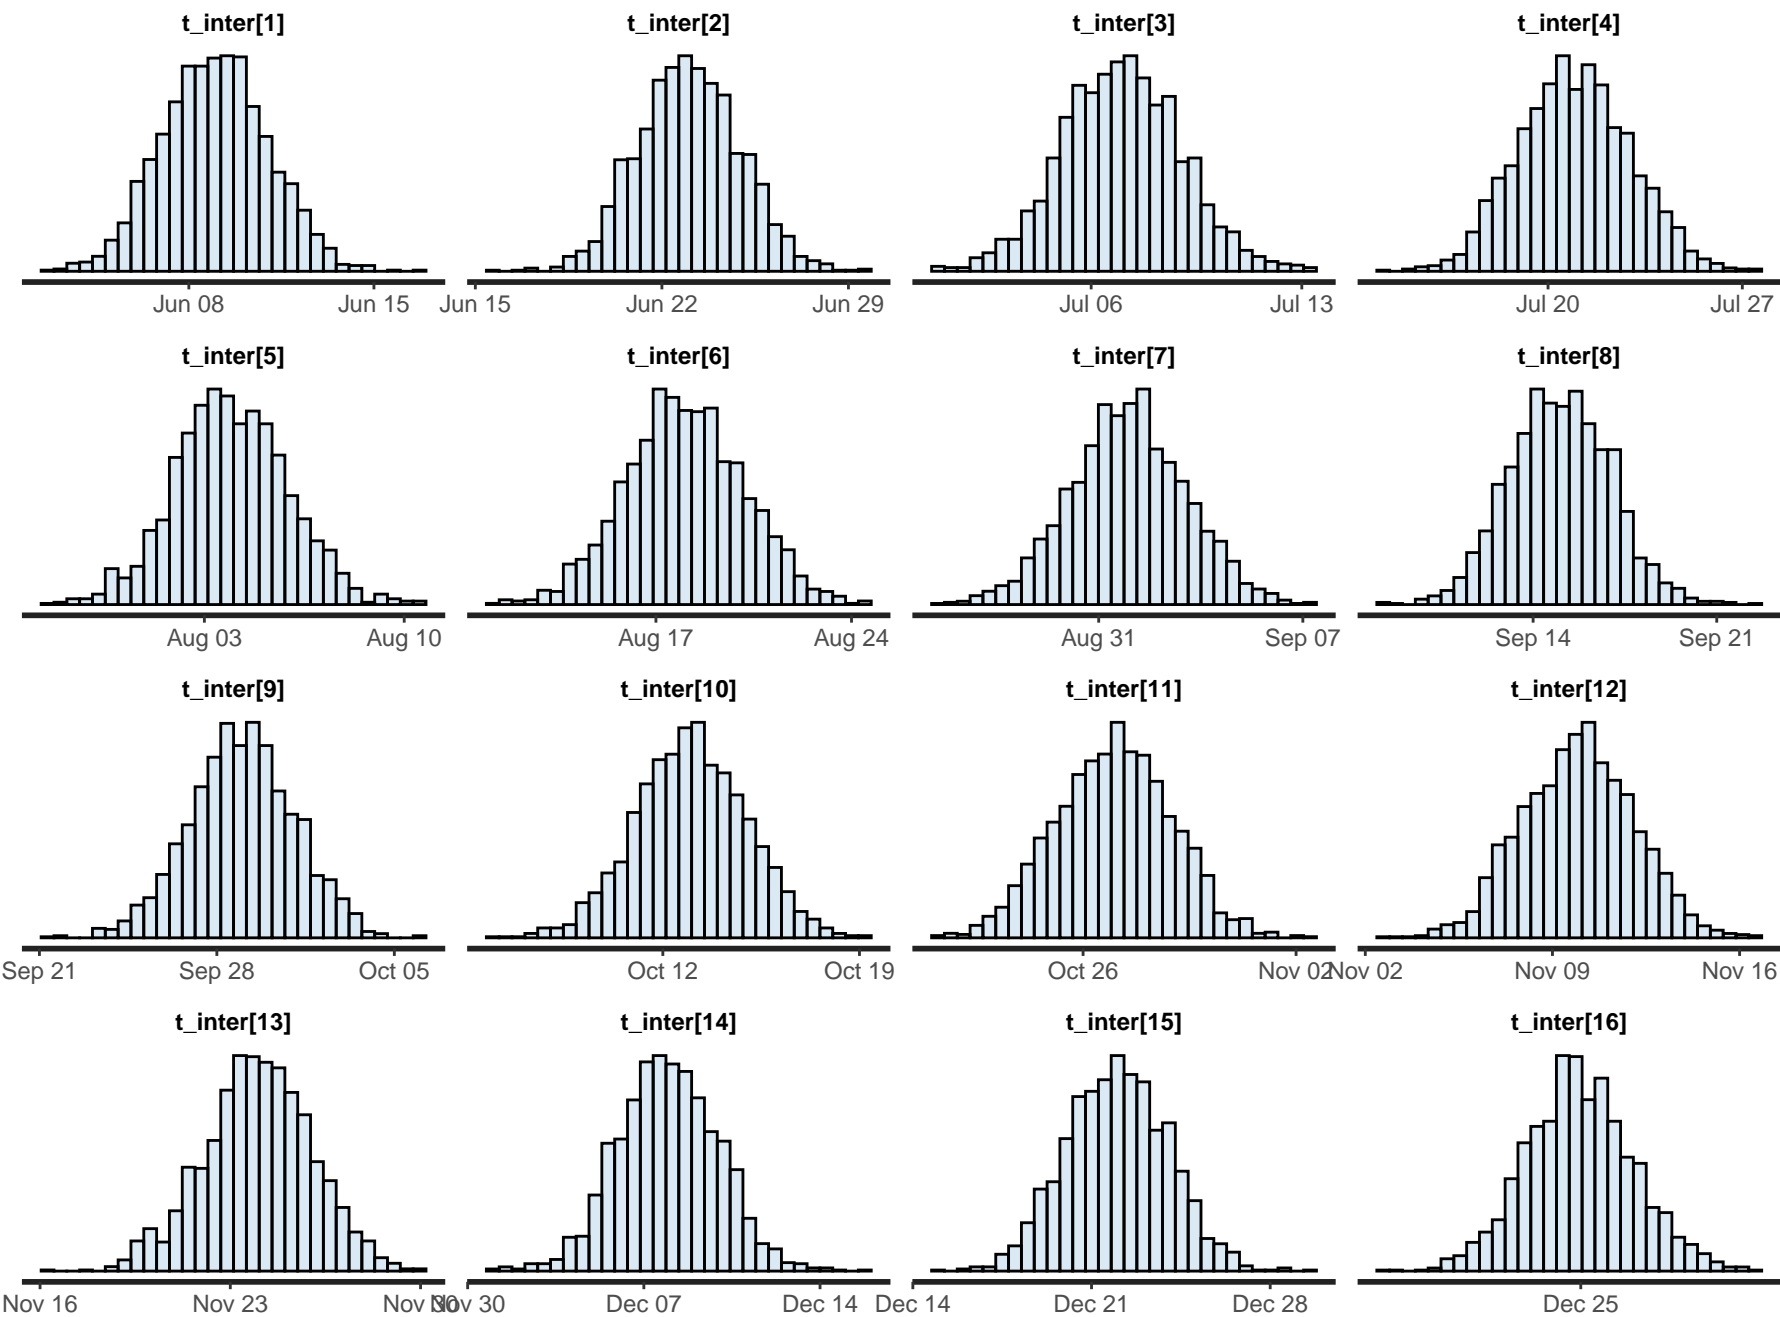 t_inter[1] t_inter[2] t_inter[3] t_inter[4]
Jun 08 Jun 15 Jun 15 Jun 22 Jun 29 Jul 06 Jul 13 Jul 20 Jul 27
t_inter[5] t_inter[6] t_inter[7] t_inter[8]
Aug 03 Aug 10 Aug 17 Aug 24 Aug 31 Sep 07 Sep 14 Sep 21
t_inter[9] t_inter[10] t_inter[11] t_inter[12]
Sep 21 Sep 28 Oct 05 Oct 12 Oct 19 Oct 26 Nov 02 Nov 02 Nov 09 Nov 16
t_inter[13] t_inter[14] t_inter[15] t_inter[16]
Nov 16 Nov 23 Nov 30 Nov 30 Dec 07 Dec 14 Dec 14 Dec 21 Dec 28 Dec 25